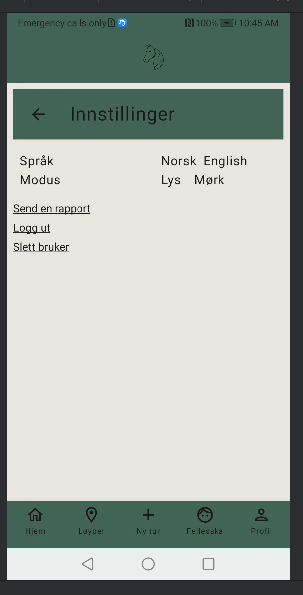 Emergency calls only 100% 10:45 AM
Innstillinger
Språk Norsk English
Modus Lys Mørk
Send en rapport
Logg ut
Slett bruker
Hjem Løyper Ny tur Fellesska Profil